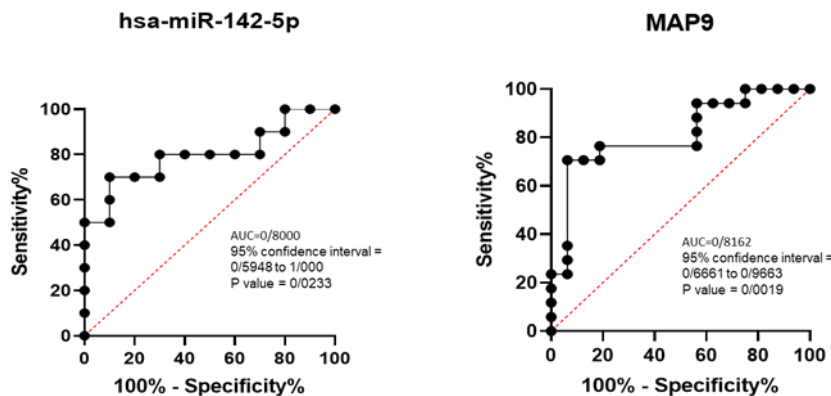 hsa-miR-142-5p
100
80
60
40
20
0
Sensitivity%
AUC=0/8000
95% confidence interval =
0/5948 to 1/000
P value = 0/0233
0 20 40 60 80 100
100% - Specificity%
MAP9
100
80
60
40
20
0
Sensitivity%
AUC=0/8162
95% confidence interval =
0/6661 to 0/9663
P value = 0/0019
0 20 40 60 80 100
100% - Specificity%